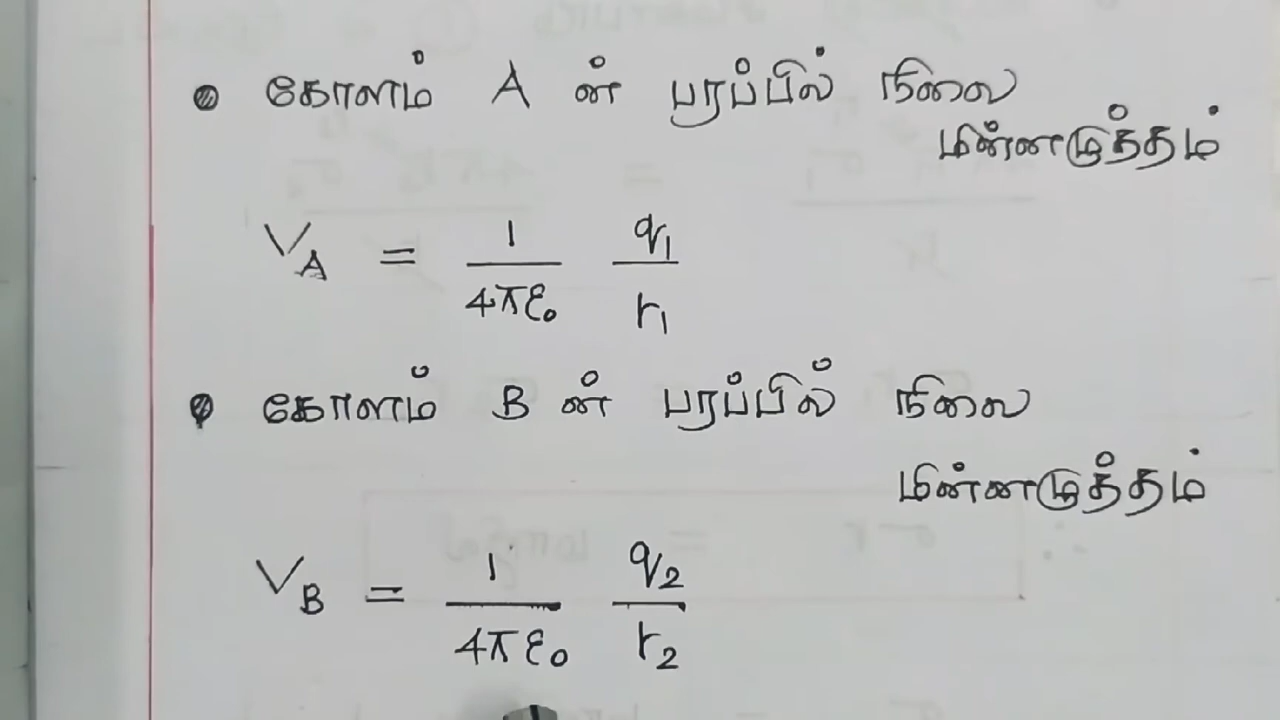 கோளம் A ன் பரப்பில் நிலை
மின்னழுத்தம்
V_A = 1/4πε₀ q₁/r₁
கோளம் B ன் பரப்பில் நிலை
மின்னழுத்தம்
V_B = 1/4πε₀ q₂/r₂